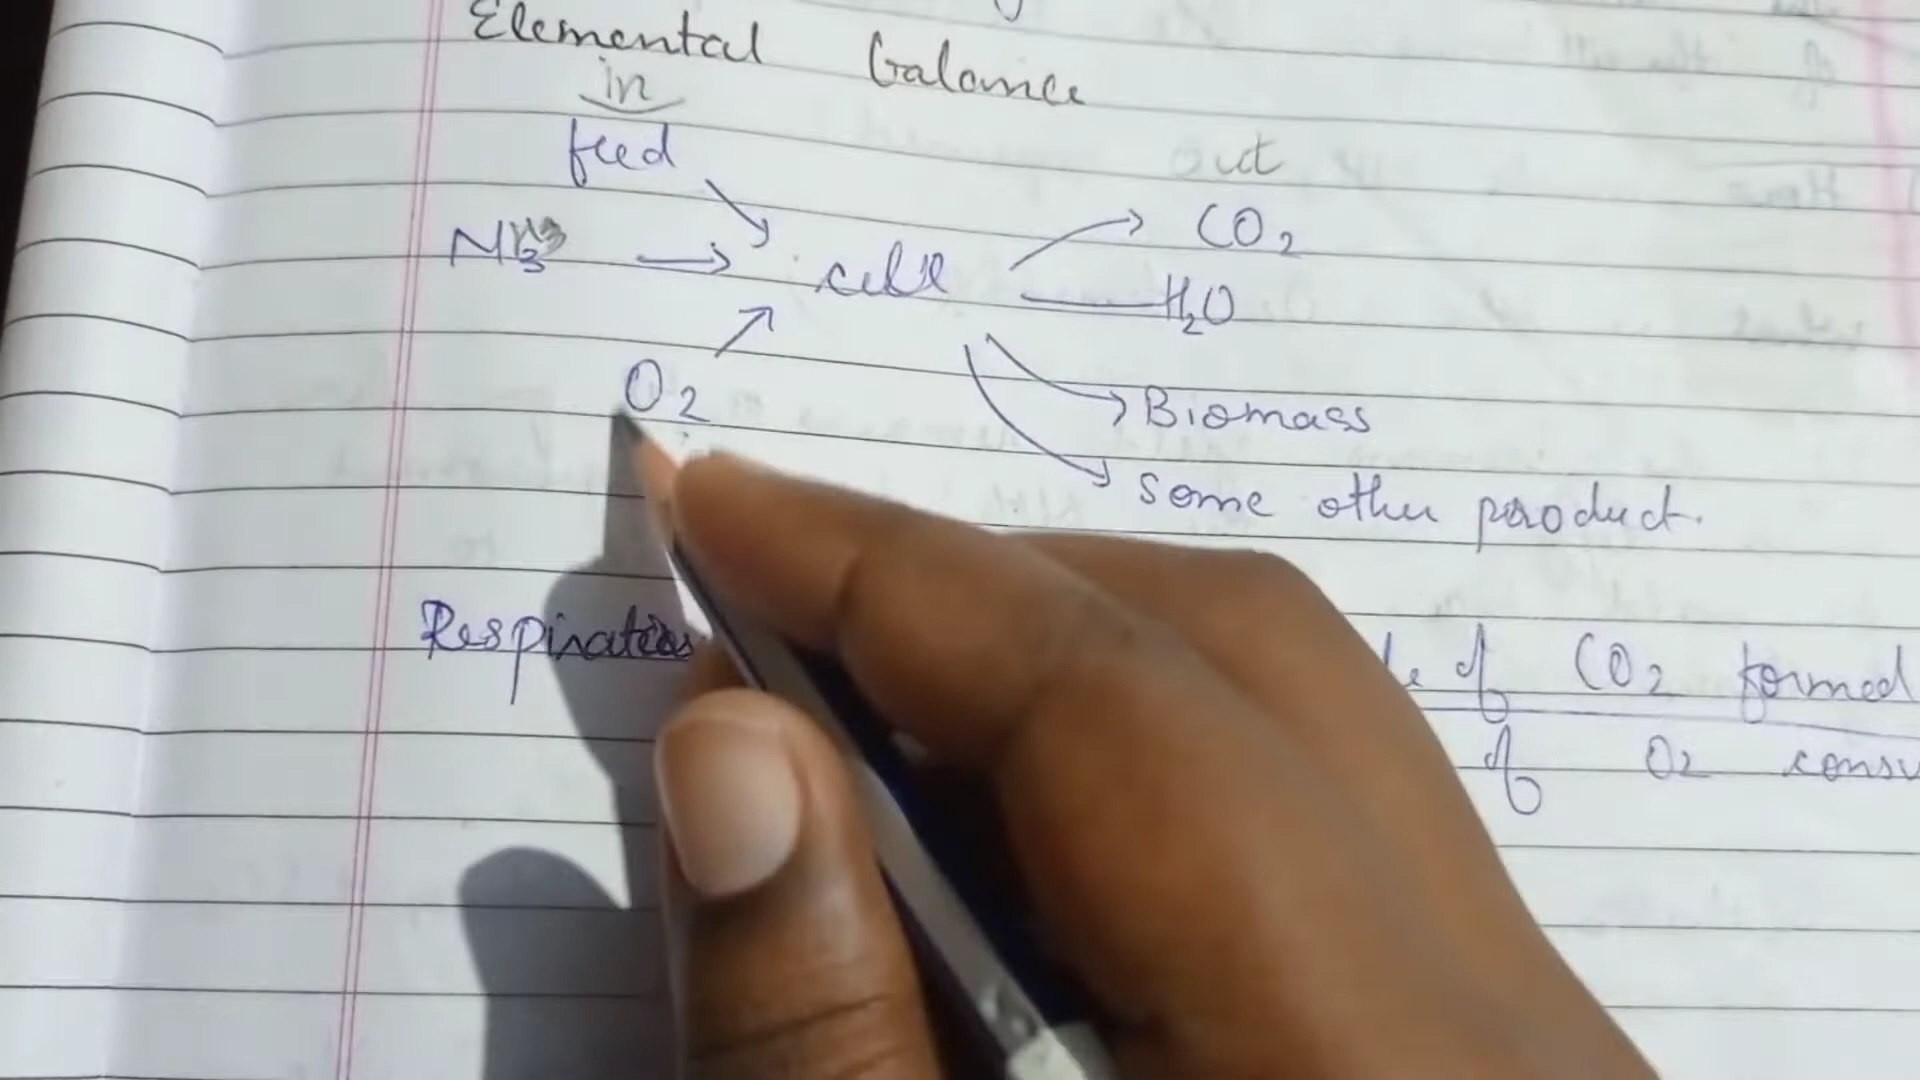 Elemental balance
in
feed
out
NH3
cell
CO2
H2O
O2
Biomass
some other product.
of CO2 formed
of O2